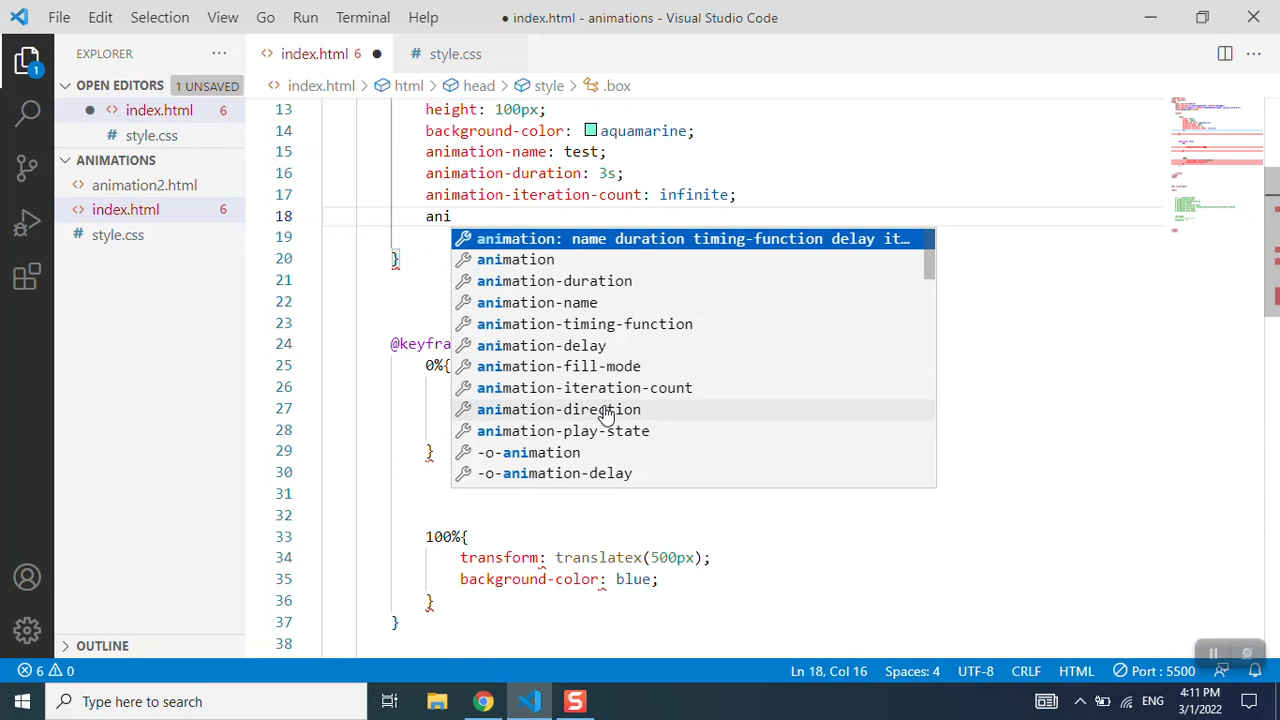 File Edit Selection View Go Run Terminal Help
● index.html - animations - Visual Studio Code
EXPLORER ···
<> index.html 6 ● # style.css
OPEN EDITORS 1 UNSAVED
<> index.html > html > head > style > .box
● <> index.html 6
# style.css
ANIMATIONS
<> animation2.html
<> index.html 6
# style.css
OUTLINE
13 height: 100px;
14 background-color: aquamarine;
15 animation-name: test;
16 animation-duration: 3s;
17 animation-iteration-count: infinite;
18 ani
19
20 }
21
22
23
24 @keyfra
25 0%{
26
27
28
29 }
30
31
32
33 100%{
34 transform: translatex(500px);
35 background-color: blue;
36 }
37 }
38
animation: name duration timing-function delay it…
animation
animation-duration
animation-name
animation-timing-function
animation-delay
animation-fill-mode
animation-iteration-count
animation-direction
animation-play-state
-o-animation
-o-animation-delay
1
6 0
Ln 18, Col 16 Spaces: 4 UTF-8 CRLF HTML Port : 5500
Type here to search
S
ENG
4:11 PM
3/1/2022